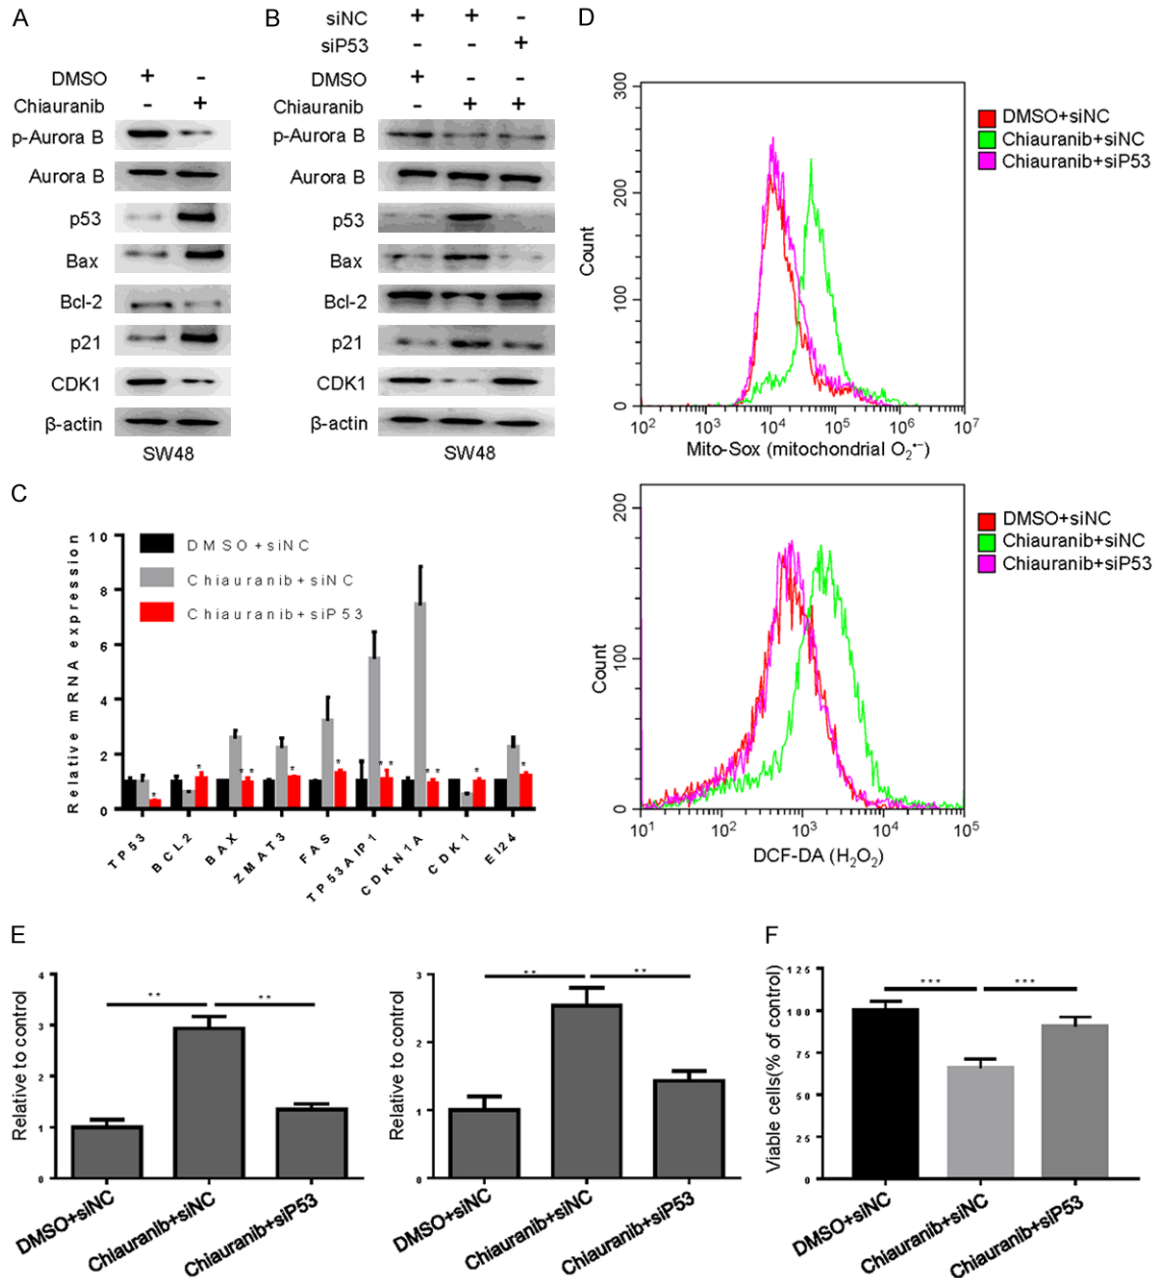 A
DMSO + -
Chiauranib - +
p-Aurora B
Aurora B
p53
Bax
Bcl-2
p21
CDK1
β-actin
SW48
B
siNC + + -
siP53 - - +
DMSO + - -
Chiauranib - + +
p-Aurora B
Aurora B
p53
Bax
Bcl-2
p21
CDK1
β-actin
SW48
C
Relative mRNA expression
10
8
6
4
2
0
DMSO+siNC
Chiauranib+siNC
Chiauranib+siP53
* * ** * * ** ** * *
TP53
BCL2
BAX
ZMAT3
FAS
TP53AIP1
CDKN1A
CDK1
EI24
D
Count
300
200
100
0
10² 10³ 10⁴ 10⁵ 10⁶ 10⁷
Mito-Sox (mitochondrial O₂•−)
DMSO+siNC
Chiauranib+siNC
Chiauranib+siP53
Count
200
100
0
10¹ 10² 10³ 10⁴ 10⁵
DCF-DA (H₂O₂)
DMSO+siNC
Chiauranib+siNC
Chiauranib+siP53
E
Relative to control
4
3
2
1
0
** **
DMSO+siNC
Chiauranib+siNC
Chiauranib+siP53
Relative to control
3
2
1
0
** **
DMSO+siNC
Chiauranib+siNC
Chiauranib+siP53
F
Viable cells(% of control)
125
100
75
50
25
0
*** ***
DMSO+siNC
Chiauranib+siNC
Chiauranib+siP53